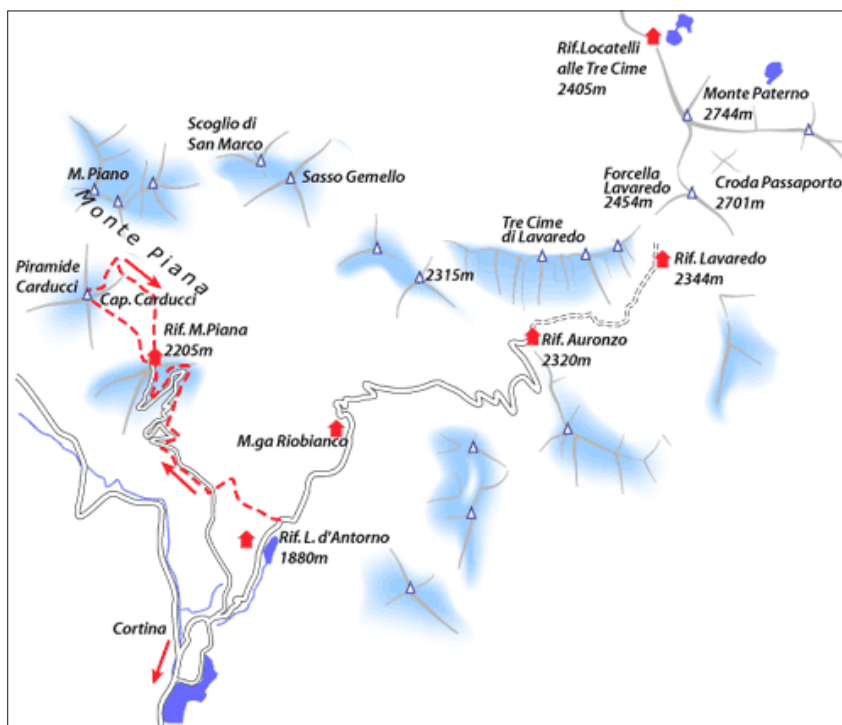 Rif.Locatelli
alle Tre Cime
2405m
Monte Paterno
2744m
Scoglio di
San Marco
Sasso Gemello
M. Piano
Monte Piana
Forcella
Lavaredo
2454m
Croda Passaporto
2701m
Tre Cime
di Lavaredo
Rif. Lavaredo
2344m
2315m
Piramide
Carducci
Cap. Carducci
Rif. M.Piana
2205m
Rif. Auronzo
2320m
M.ga Riobianco
Rif. L. d'Antorno
1880m
Cortina